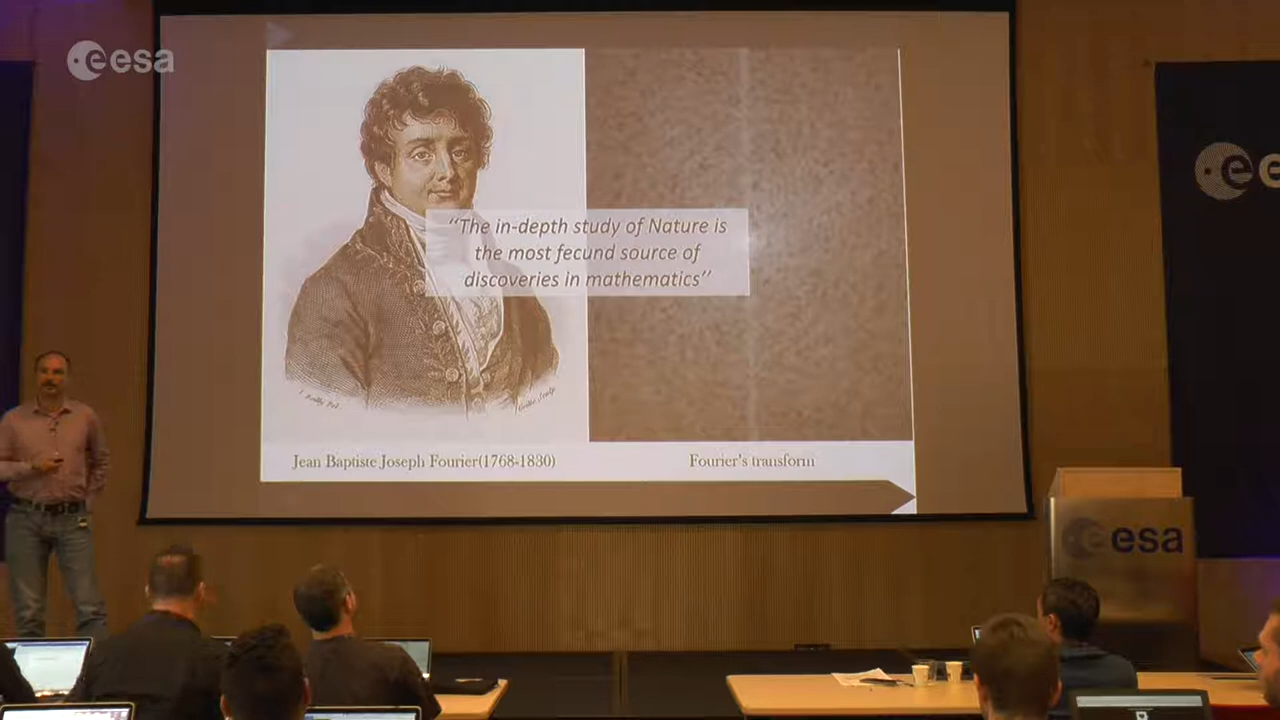 esa
“The in-depth study of Nature is
the most fecund source of
discoveries in mathematics”
Jean Baptiste Joseph Fourier(1768-1830)
Fourier's transform
esa